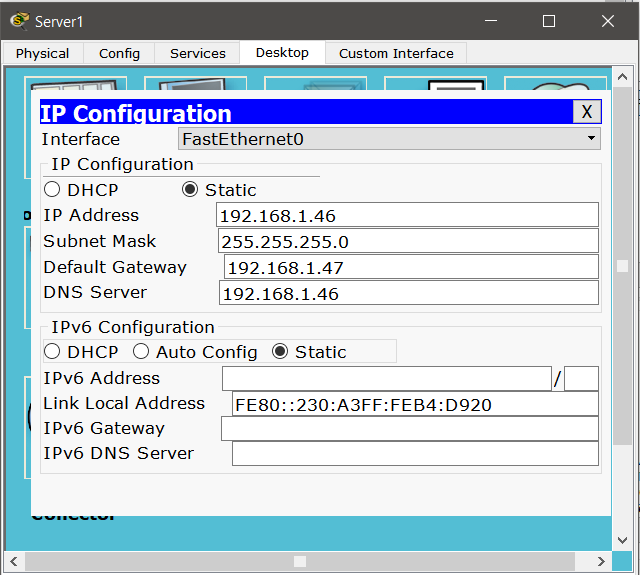 Server1
Physical Config Services Desktop Custom Interface
IP Configuration X
Interface FastEthernet0
IP Configuration
DHCP Static
IP Address 192.168.1.46
Subnet Mask 255.255.255.0
Default Gateway 192.168.1.47
DNS Server 192.168.1.46
IPv6 Configuration
DHCP Auto Config Static
IPv6 Address /
Link Local Address FE80::230:A3FF:FEB4:D920
IPv6 Gateway
IPv6 DNS Server
Collector